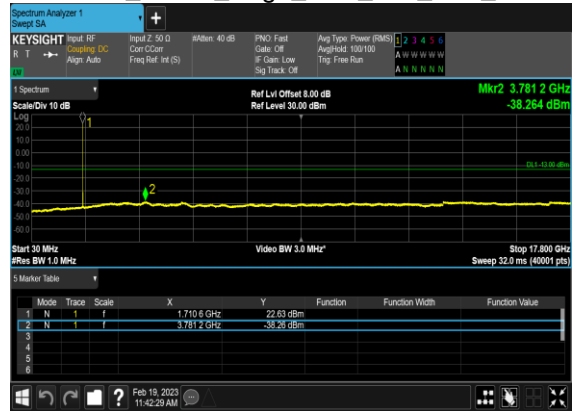 Spectrum Analyzer 1
Swept SA
+
KEYSIGHT Input: RF Input Z: 50 Ω #Atten: 40 dB PNO: Fast Avg Type: Power (RMS) 1 2 3 4 5 6
R T Coupling: DC Corr CCorr Gate: Off Avg|Hold: 100/100 A W W W W W
Align: Auto Freq Ref: Int (S) IF Gain: Low Trig: Free Run A N N N N N
Sig Track: Off
1 Spectrum
Scale/Div 10 dB
Ref Lvl Offset 8.00 dB
Ref Level 30.00 dBm
Mkr2 3.781 2 GHz
-38.264 dBm
Log
20.0
10.0
0.00
-10.0
-20.0
-30.0
-40.0
-50.0
-60.0
1
2
DL1 -13.00 dBm
Start 30 MHz Video BW 3.0 MHz* Stop 17.800 GHz
#Res BW 1.0 MHz Sweep 32.0 ms (40001 pts)
5 Marker Table
Mode Trace Scale X Y Function Function Width Function Value
1 N 1 f 1.710 6 GHz 22.63 dBm
2 N 1 f 3.781 2 GHz -38.26 dBm
3
4
5
6
? Feb 19, 2023
11:42:29 AM